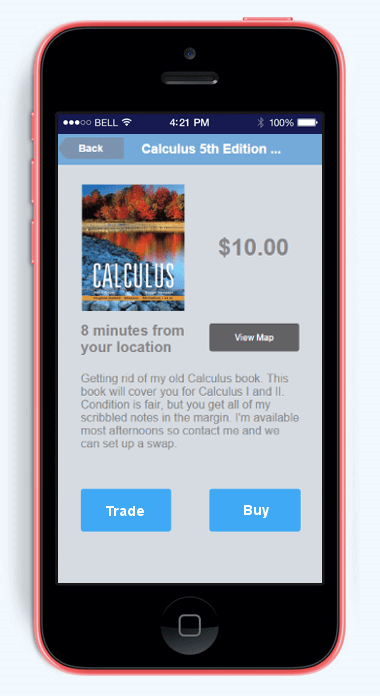 BELL 4:21 PM 100%
Back Calculus 5th Edition ...
CALCULUS
$10.00
8 minutes from
your location
View Map
Getting rid of my old Calculus book. This
book will cover you for Calculus I and II.
Condition is fair, but you get all of my
scribbled notes in the margin. I'm available
most afternoons so contact me and we
can set up a swap.
Trade Buy